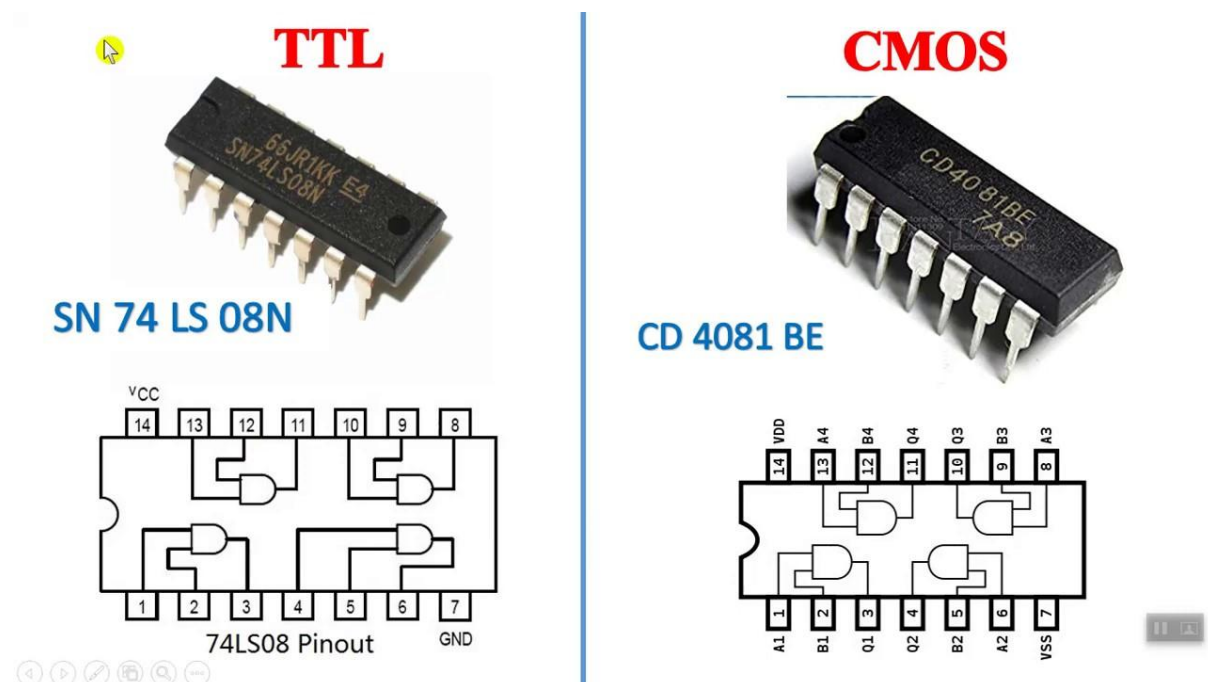 TTL
66JR1KK E4
SN74LS08N
SN 74 LS 08N
VCC
14 13 12 11 10 9 8
1 2 3 4 5 6 7
74LS08 Pinout
GND
CMOS
CD4081BE
7A8
Electronics Co., Ltd.
CD 4081 BE
VDD A4 B4 Q4 Q3 B3 A3
14 13 12 11 10 9 8
1 2 3 4 5 6 7
A1 B1 Q1 Q2 B2 A2 VSS